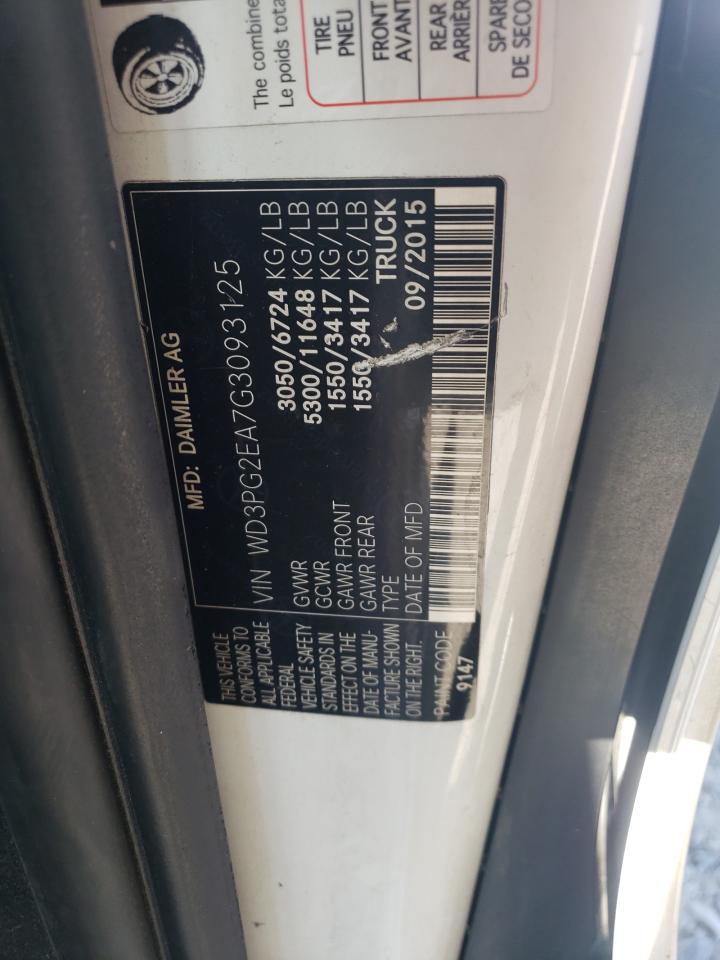 MFD: DAIMLER AG
VIN WD3PG2EA7G3093125
GVWR 3050/6724 KG/LB
GCWR 5300/11648 KG/LB
GAWR FRONT 1550/3417 KG/LB
GAWR REAR 1550/3417 KG/LB
TYPE TRUCK
DATE OF MFD 09/2015
THIS VEHICLE
CONFORMS TO
ALL APPLICABLE
FEDERAL
VEHICLE SAFETY
STANDARDS IN
EFFECT ON THE
DATE OF MANU-
FACTURE SHOWN
ON THE RIGHT.
PAINT CODE
9147
The combine
Le poids tota
TIRE
PNEU
FRONT
AVANT
REAR
ARRIÈR
SPARE
DE SECO